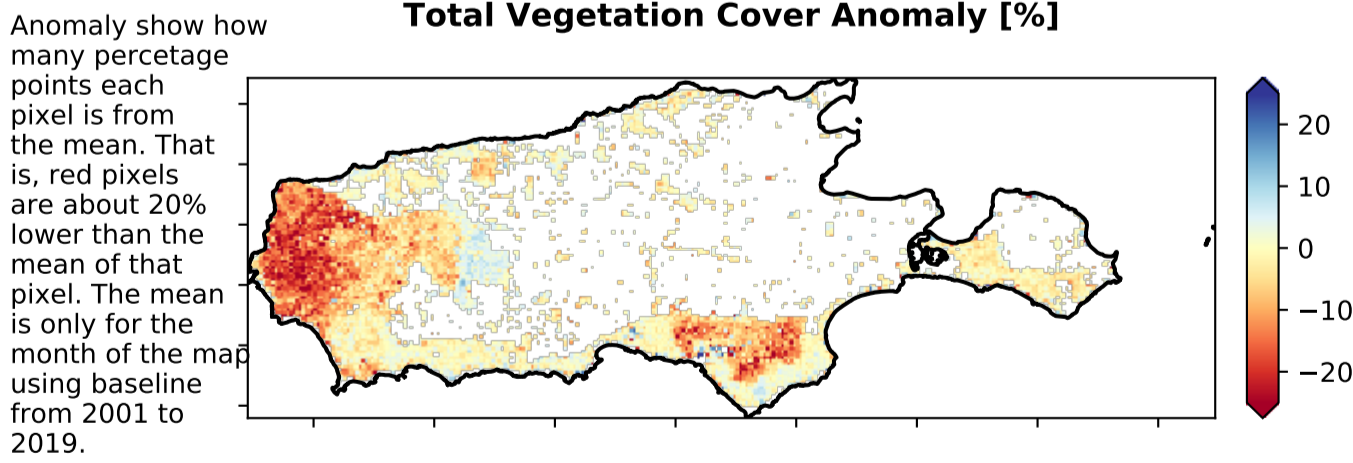 Total Vegetation Cover Anomaly [%]
Anomaly show how
many percetage
points each
pixel is from
the mean. That
is, red pixels
are about 20%
lower than the
mean of that
pixel. The mean
is only for the
month of the map
using baseline
from 2001 to
2019.
20
10
0
−10
−20